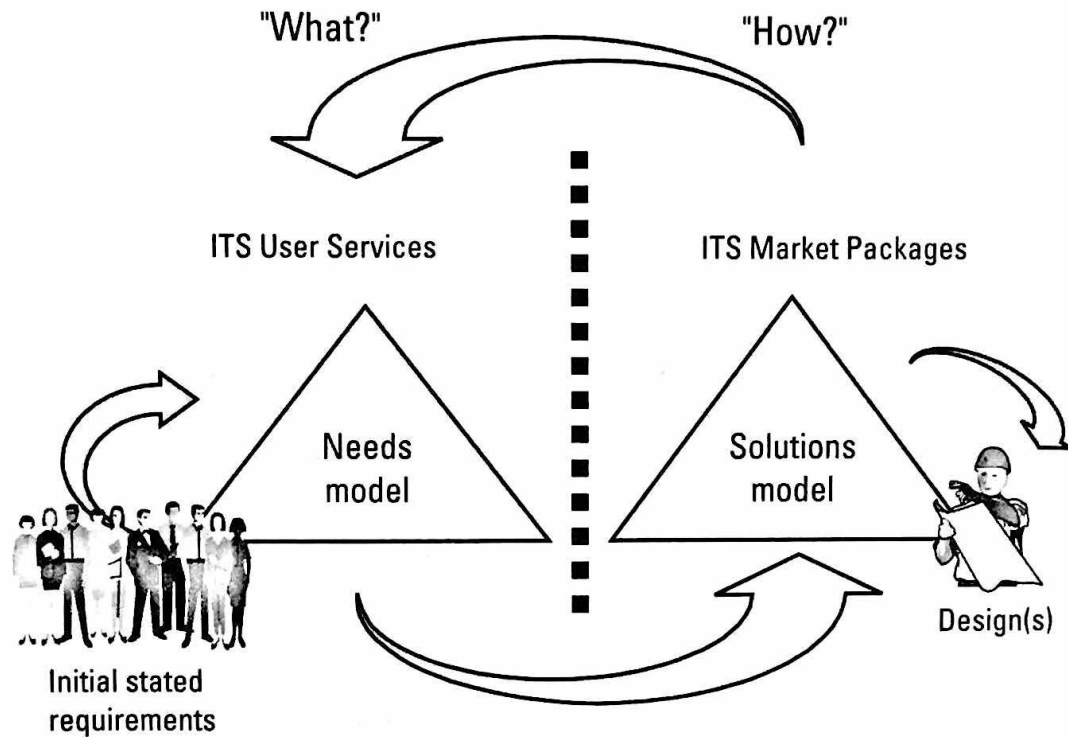 "What?"
"How?"
ITS User Services
ITS Market Packages
Needs
model
Solutions
model
Design(s)
Initial stated
requirements